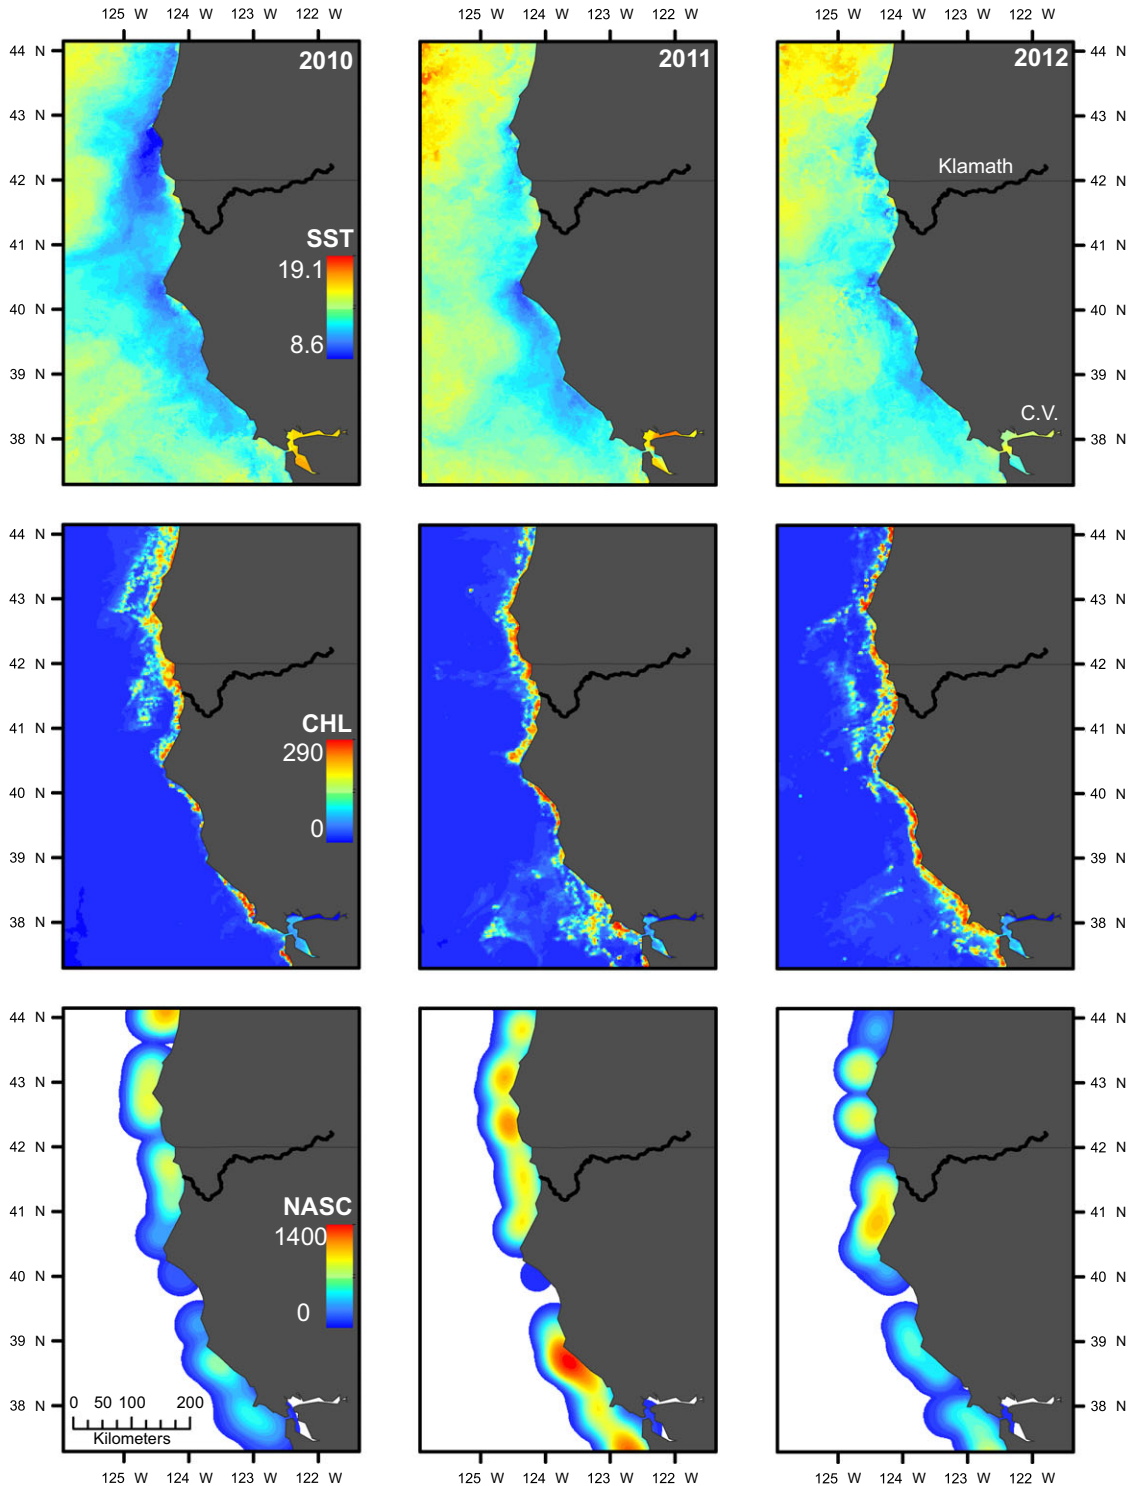 125 W 124 W 123 W 122 W 125 W 124 W 123 W 122 W 125 W 124 W 123 W 122 W
44 N 2010 2011 2012 44 N
43 N 43 N
42 N Klamath 42 N
41 N SST 41 N
19.1
40 N 40 N
8.6
39 N 39 N
C.V.
38 N 38 N
44 N 44 N
43 N 43 N
42 N 42 N
41 N CHL 41 N
290
40 N 40 N
0
39 N 39 N
38 N 38 N
44 N 44 N
43 N 43 N
42 N 42 N
41 N NASC 41 N
1400
40 N 40 N
0
39 N 39 N
38 N 0 50 100 200 38 N
Kilometers
125 W 124 W 123 W 122 W 125 W 124 W 123 W 122 W 125 W 124 W 123 W 122 W